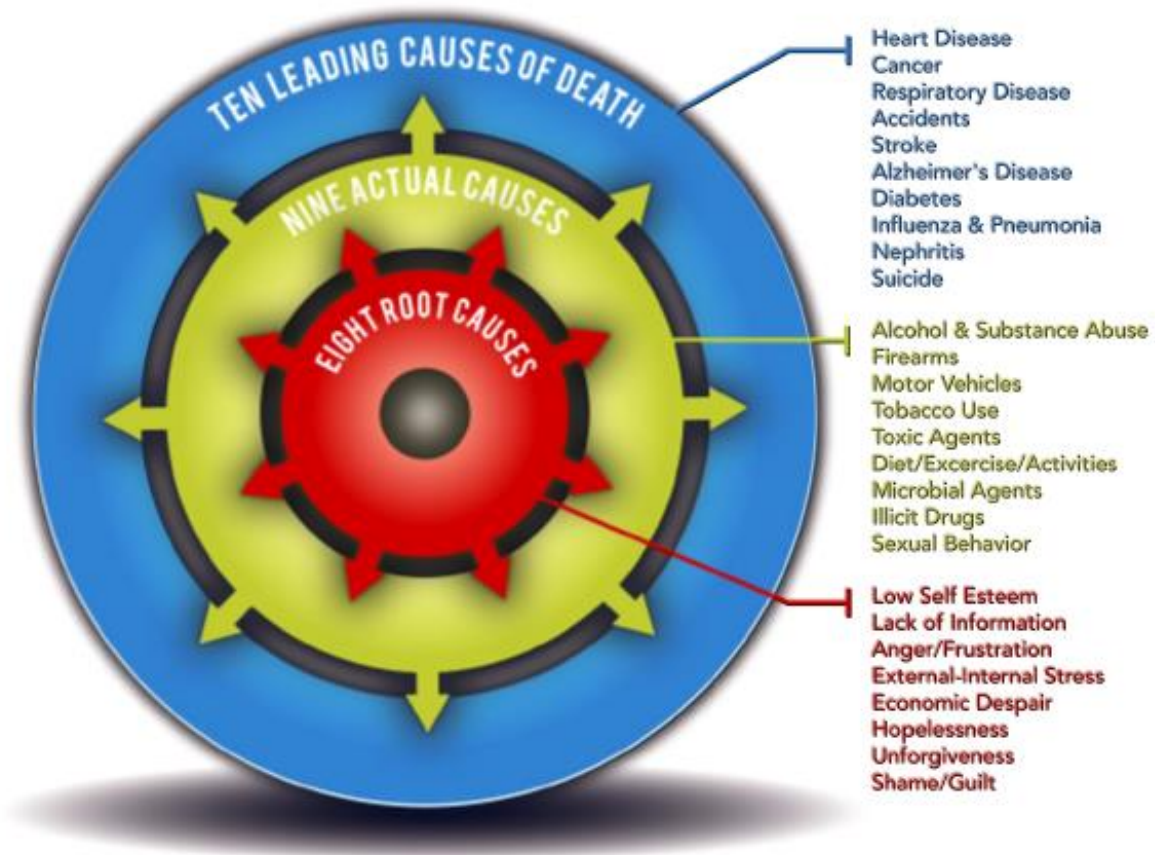 TEN LEADING CAUSES OF DEATH
NINE ACTUAL CAUSES
EIGHT ROOT CAUSES
Heart Disease
Cancer
Respiratory Disease
Accidents
Stroke
Alzheimer's Disease
Diabetes
Influenza & Pneumonia
Nephritis
Suicide
Alcohol & Substance Abuse
Firearms
Motor Vehicles
Tobacco Use
Toxic Agents
Diet/Excercise/Activities
Microbial Agents
Illicit Drugs
Sexual Behavior
Low Self Esteem
Lack of Information
Anger/Frustration
External-Internal Stress
Economic Despair
Hopelessness
Unforgiveness
Shame/Guilt